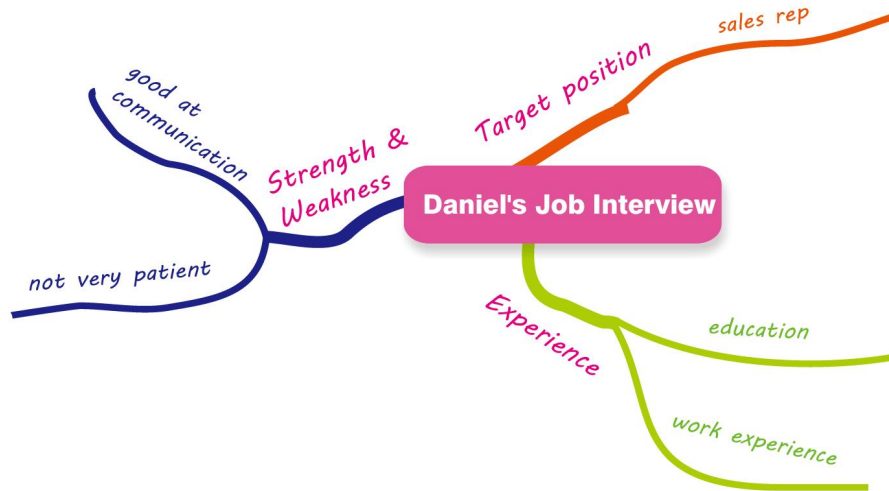 Daniel's Job Interview
Target position
sales rep
Strength &
Weakness
good at
communication
not very patient
Experience
education
work experience